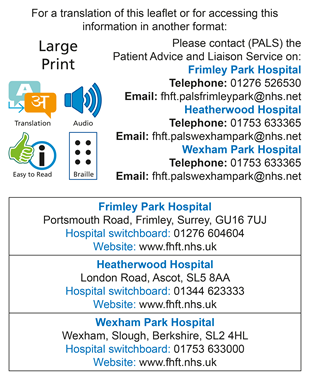 For a translation of this leaflet or for accessing this
information in another format:
Large
Print
A
अ
Translation
Audio
Easy to Read
Braille
Please contact (PALS) the
Patient Advice and Liaison Service on:
Frimley Park Hospital
Telephone: 01276 526530
Email: fhft.palsfrimleypark@nhs.net
Heatherwood Hospital
Telephone: 01753 633365
Email: fhft.palswexhampark@nhs.net
Wexham Park Hospital
Telephone: 01753 633365
Email: fhft.palswexhampark@nhs.net
Frimley Park Hospital
Portsmouth Road, Frimley, Surrey, GU16 7UJ
Hospital switchboard: 01276 604604
Website: www.fhft.nhs.uk
Heatherwood Hospital
London Road, Ascot, SL5 8AA
Hospital switchboard: 01344 623333
Website: www.fhft.nhs.uk
Wexham Park Hospital
Wexham, Slough, Berkshire, SL2 4HL
Hospital switchboard: 01753 633000
Website: www.fhft.nhs.uk